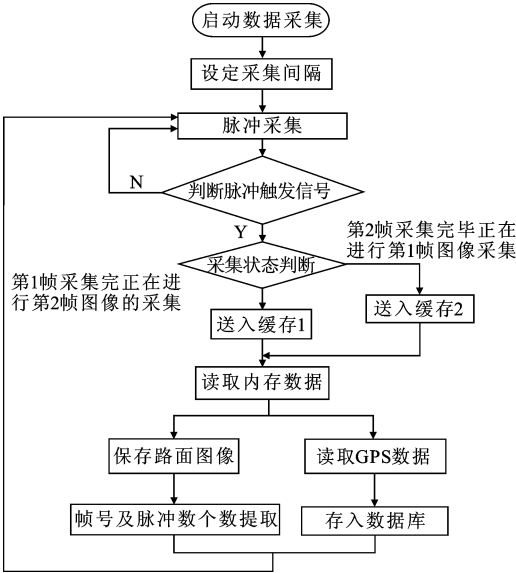 启动数据采集
设定采集间隔
脉冲采集
N
判断脉冲触发信号
Y
第2帧采集完毕正在
进行第1帧图像采集
采集状态判断
第1帧采集完正在进
行第2帧图像的采集
送入缓存1
送入缓存2
读取内存数据
保存路面图像
读取GPS数据
帧号及脉冲数个数提取
存入数据库